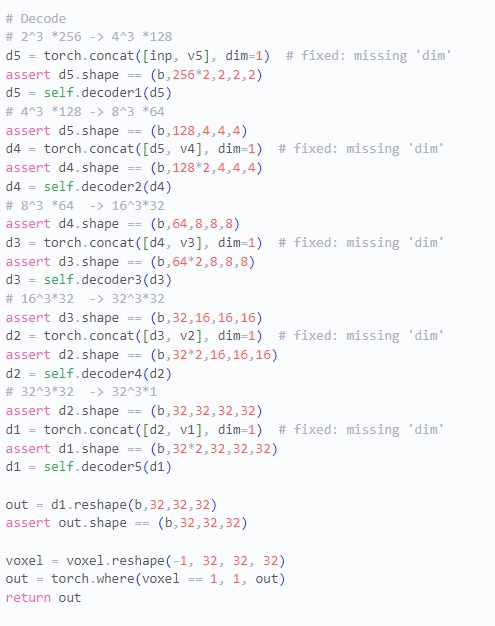 # Decode
# 2^3 *256 -> 4^3 *128
d5 = torch.concat([inp, v5], dim=1)  # fixed: missing 'dim'
assert d5.shape == (b,256*2,2,2,2)
d5 = self.decoder1(d5)
# 4^3 *128 -> 8^3 *64
assert d5.shape == (b,128,4,4,4)
d4 = torch.concat([d5, v4], dim=1)  # fixed: missing 'dim'
assert d4.shape == (b,128*2,4,4,4)
d4 = self.decoder2(d4)
# 8^3 *64  -> 16^3*32
assert d4.shape == (b,64,8,8,8)
d3 = torch.concat([d4, v3], dim=1)  # fixed: missing 'dim'
assert d3.shape == (b,64*2,8,8,8)
d3 = self.decoder3(d3)
# 16^3*32  -> 32^3*32
assert d3.shape == (b,32,16,16,16)
d2 = torch.concat([d3, v2], dim=1)  # fixed: missing 'dim'
assert d2.shape == (b,32*2,16,16,16)
d2 = self.decoder4(d2)
# 32^3*32  -> 32^3*1
assert d2.shape == (b,32,32,32,32)
d1 = torch.concat([d2, v1], dim=1)  # fixed: missing 'dim'
assert d1.shape == (b,32*2,32,32,32)
d1 = self.decoder5(d1)
out = d1.reshape(b,32,32,32)
assert out.shape == (b,32,32,32)
voxel = voxel.reshape(-1, 32, 32, 32)
out = torch.where(voxel == 1, 1, out)
return out